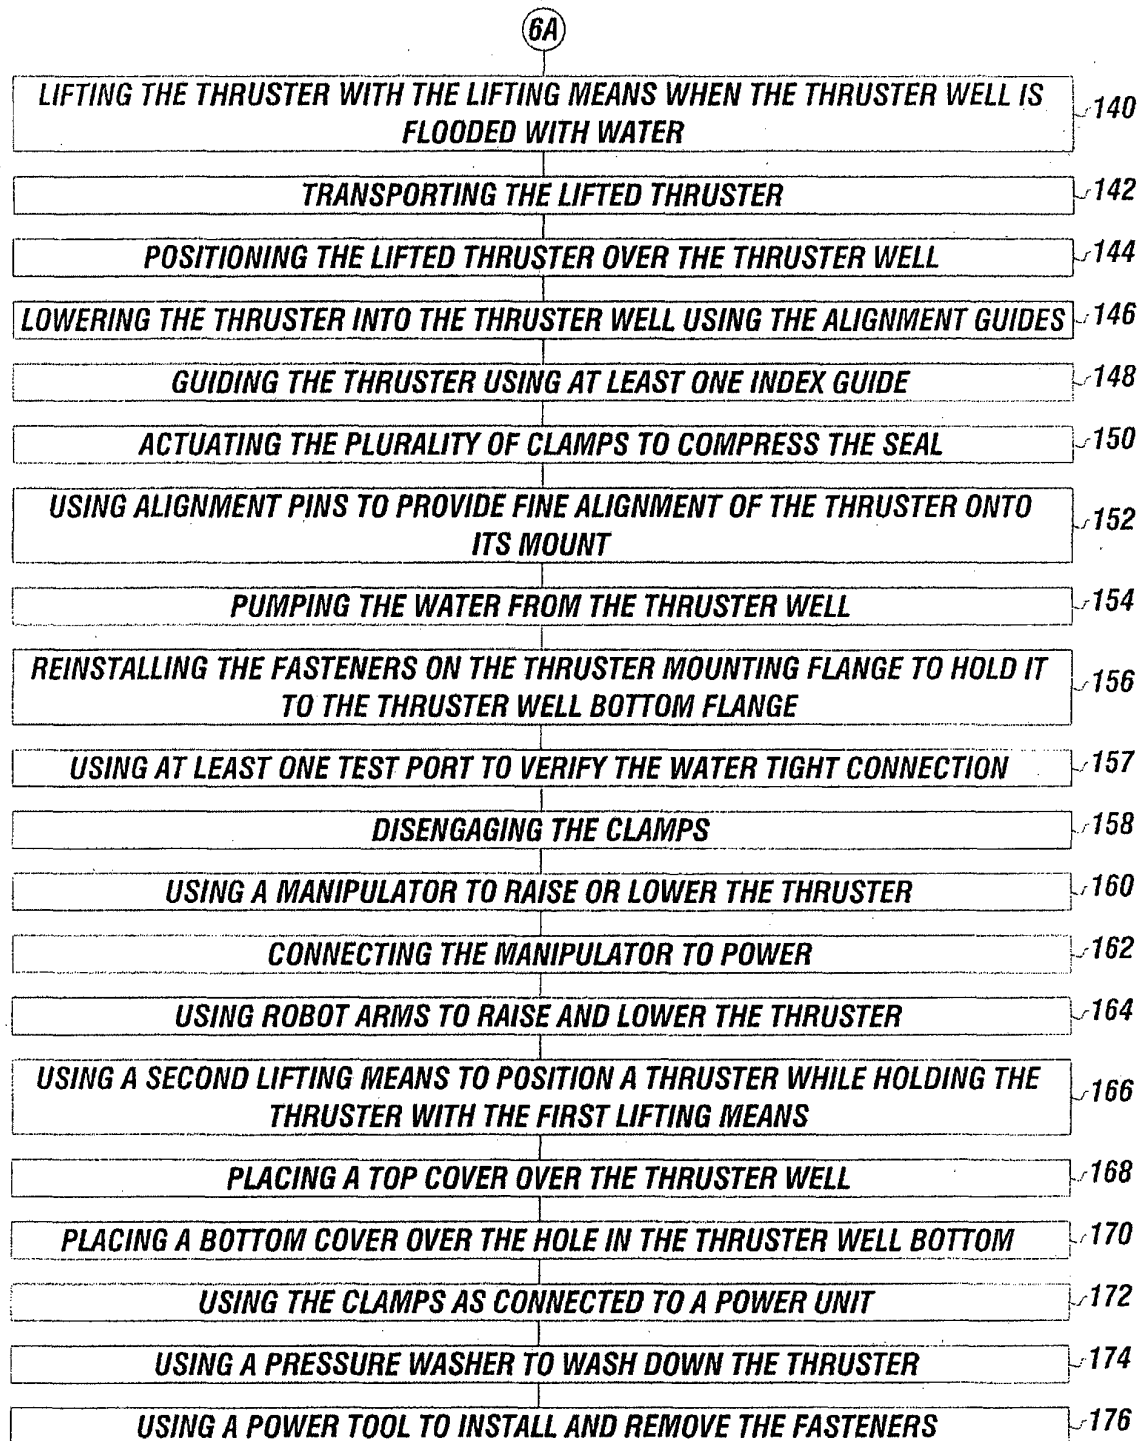 6A
LIFTING THE THRUSTER WITH THE LIFTING MEANS WHEN THE THRUSTER WELL IS
FLOODED WITH WATER
140
TRANSPORTING THE LIFTED THRUSTER
142
POSITIONING THE LIFTED THRUSTER OVER THE THRUSTER WELL
144
LOWERING THE THRUSTER INTO THE THRUSTER WELL USING THE ALIGNMENT GUIDES
146
GUIDING THE THRUSTER USING AT LEAST ONE INDEX GUIDE
148
ACTUATING THE PLURALITY OF CLAMPS TO COMPRESS THE SEAL
150
USING ALIGNMENT PINS TO PROVIDE FINE ALIGNMENT OF THE THRUSTER ONTO
ITS MOUNT
152
PUMPING THE WATER FROM THE THRUSTER WELL
154
REINSTALLING THE FASTENERS ON THE THRUSTER MOUNTING FLANGE TO HOLD IT
TO THE THRUSTER WELL BOTTOM FLANGE
156
USING AT LEAST ONE TEST PORT TO VERIFY THE WATER TIGHT CONNECTION
157
DISENGAGING THE CLAMPS
158
USING A MANIPULATOR TO RAISE OR LOWER THE THRUSTER
160
CONNECTING THE MANIPULATOR TO POWER
162
USING ROBOT ARMS TO RAISE AND LOWER THE THRUSTER
164
USING A SECOND LIFTING MEANS TO POSITION A THRUSTER WHILE HOLDING THE
THRUSTER WITH THE FIRST LIFTING MEANS
166
PLACING A TOP COVER OVER THE THRUSTER WELL
168
PLACING A BOTTOM COVER OVER THE HOLE IN THE THRUSTER WELL BOTTOM
170
USING THE CLAMPS AS CONNECTED TO A POWER UNIT
172
USING A PRESSURE WASHER TO WASH DOWN THE THRUSTER
174
USING A POWER TOOL TO INSTALL AND REMOVE THE FASTENERS
176